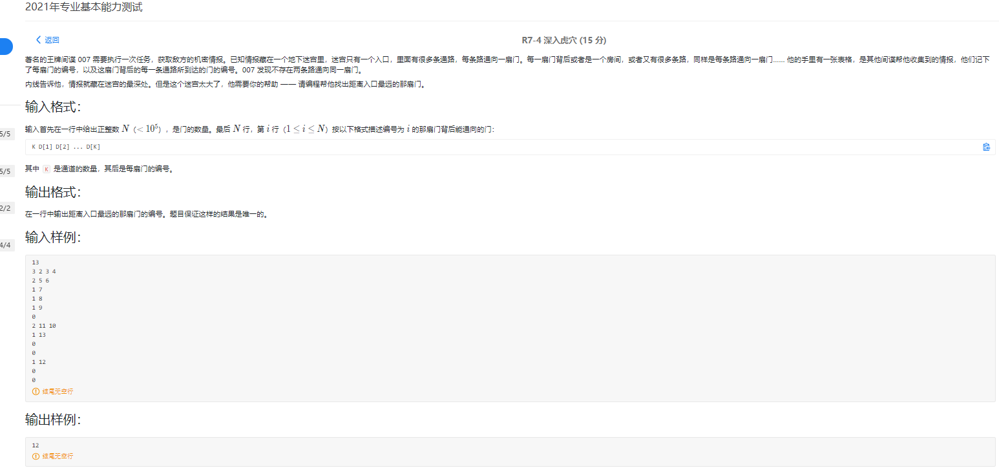 2021年专业基本能力测试
返回
R7-4 深入虎穴 (15 分)
著名的王牌间谍 007 需要执行一次任务，获取敌方的机密情报。已知情报藏在一个地下迷宫里，迷宫只有一个入口，里面有很多条通路，每条路通向一扇门。每一扇门背后或者是一个房间，或者又有很多条路，同样是每条路通向一扇门…… 他的手里有一张表格，是其他间谍帮他收集到的情报，他们记下
了每扇门的编号，以及这扇门背后的每一条通路所到达的门的编号。007 发现不存在两条路通向同一扇门。
内线告诉他，情报就藏在迷宫的最深处。但是这个迷宫太大了，他需要你的帮助 —— 请编程帮他找出距离入口最远的那扇门。
输入格式：
5/5
输入首先在一行中给出正整数 N（< 10⁵），是门的数量。最后 N 行，第 i 行（1 ≤ i ≤ N）按以下格式描述编号为 i 的那扇门背后能通向的门：
K D[1] D[2] ... D[K]
5/5
其中 K 是通道的数量，其后是每扇门的编号。
输出格式：
2/2
在一行中输出距离入口最远的那扇门的编号。题目保证这样的结果是唯一的。
输入样例：
4/4
13
3 2 3 4
2 5 6
1 7
1 8
1 9
0
2 11 10
1 13
0
0
1 12
0
0
结尾无空行
输出样例：
12
结尾无空行